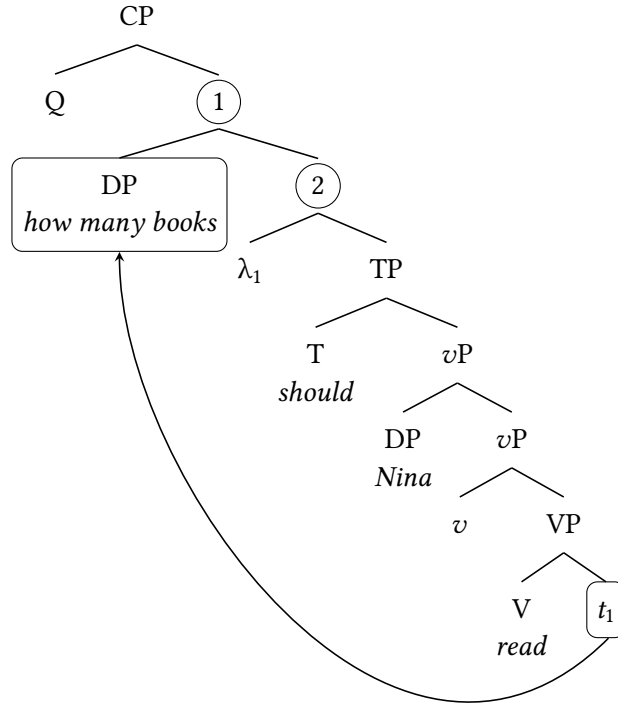 CP
Q 1
DP 2
how many books
λ₁ TP
T vP
should
DP vP
Nina
v VP
V t₁
read